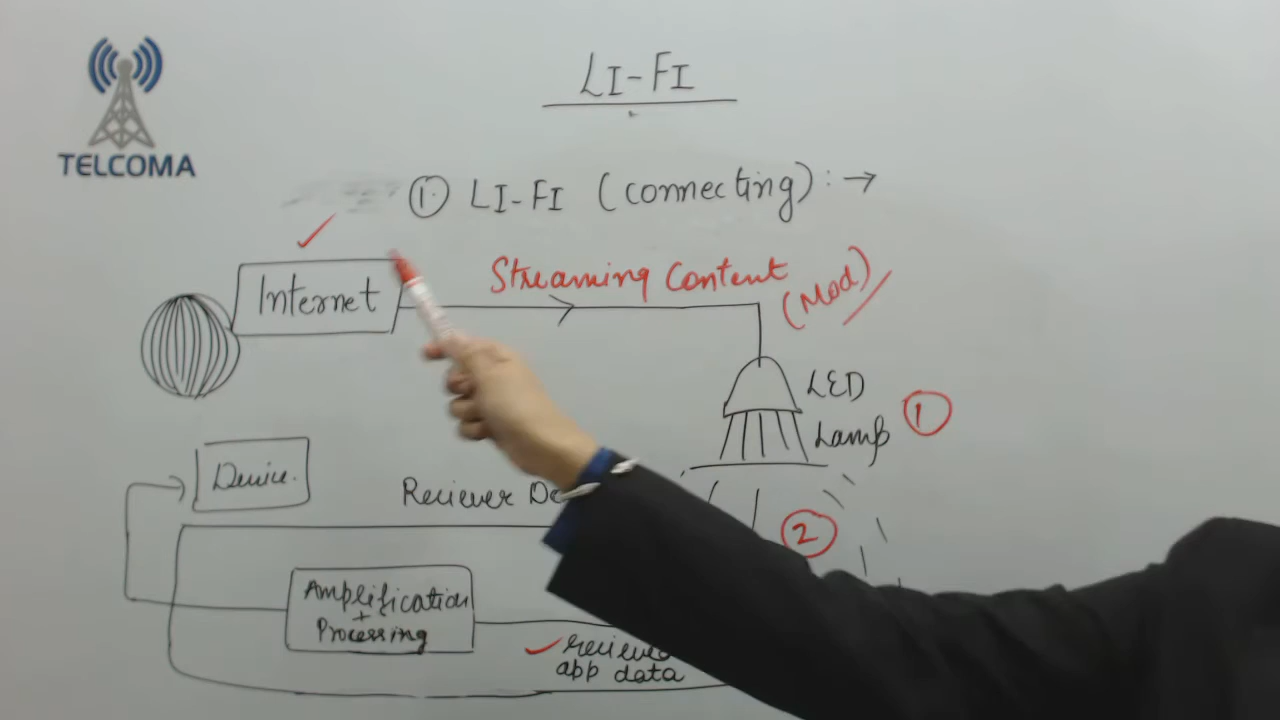 LI-FI
TELCOMA
① LI-FI (connecting) : →
Streaming Content
(Mod)
Internet
LED
Lamp
①
Device.
Reciever
②
Amplification
+
Processing
app data